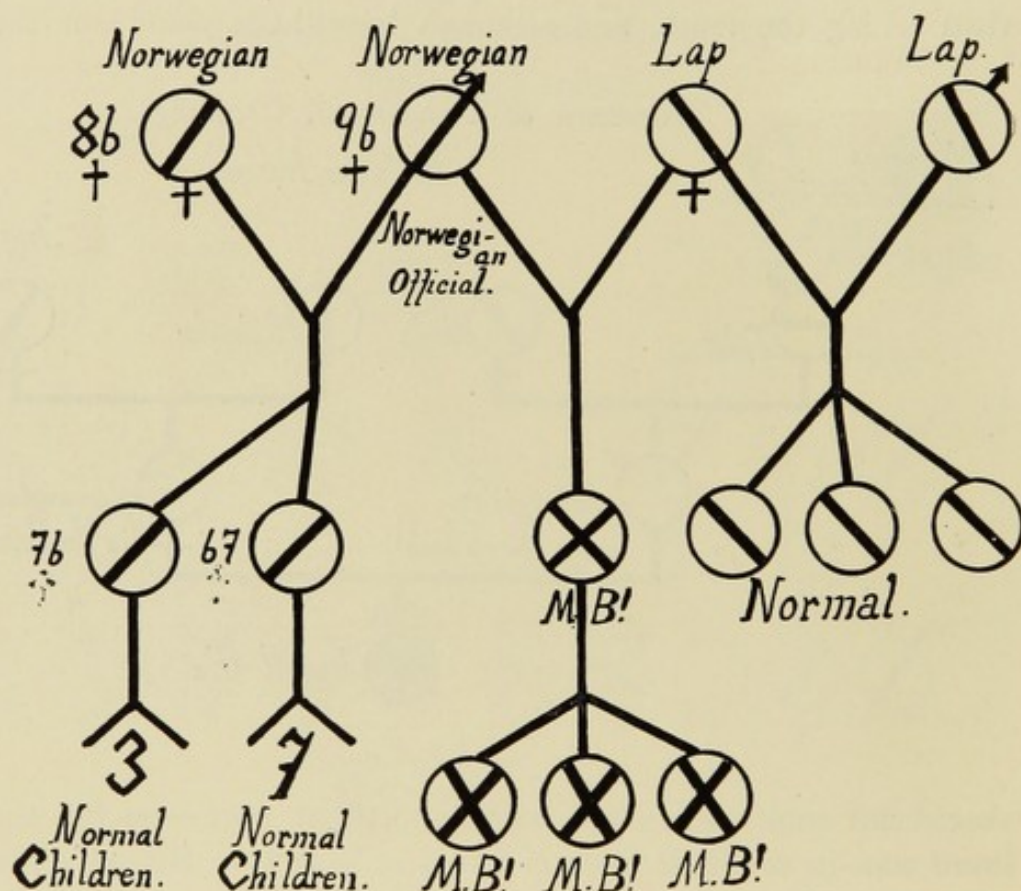 Norwegian
Norwegian
Lap
Lap.
86
†
96
†
Norwegi-
an
Official.
76
67
M.B!
Normal.
3
7
Normal
Children.
Normal
Children.
M.B!
M.B!
M.B!